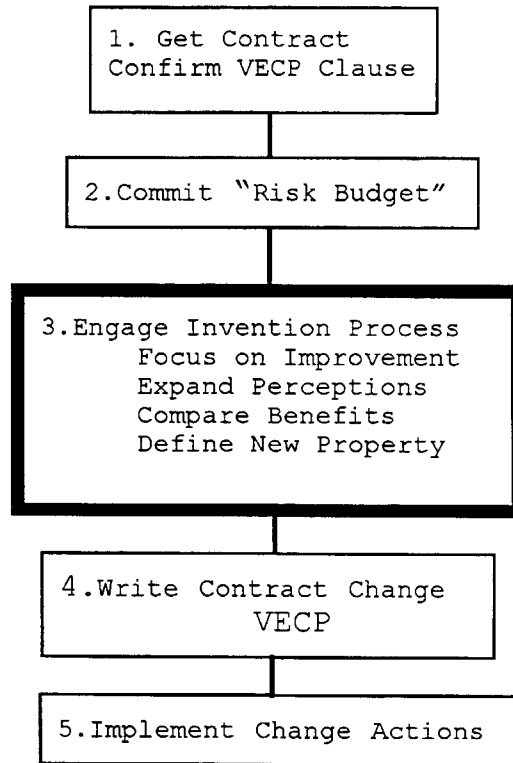 1. Get Contract
Confirm VECP Clause
2.Commit “Risk Budget”
3.Engage Invention Process
Focus on Improvement
Expand Perceptions
Compare Benefits
Define New Property
4.Write Contract Change
VECP
5.Implement Change Actions